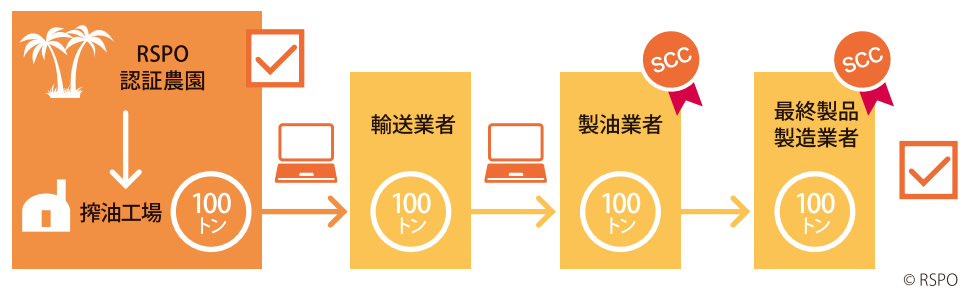 RSPO
認証農園
搾油工場
100
トン
輸送業者
100
トン
SCC
製油業者
100
トン
SCC
最終製品
製造業者
100
トン
© RSPO